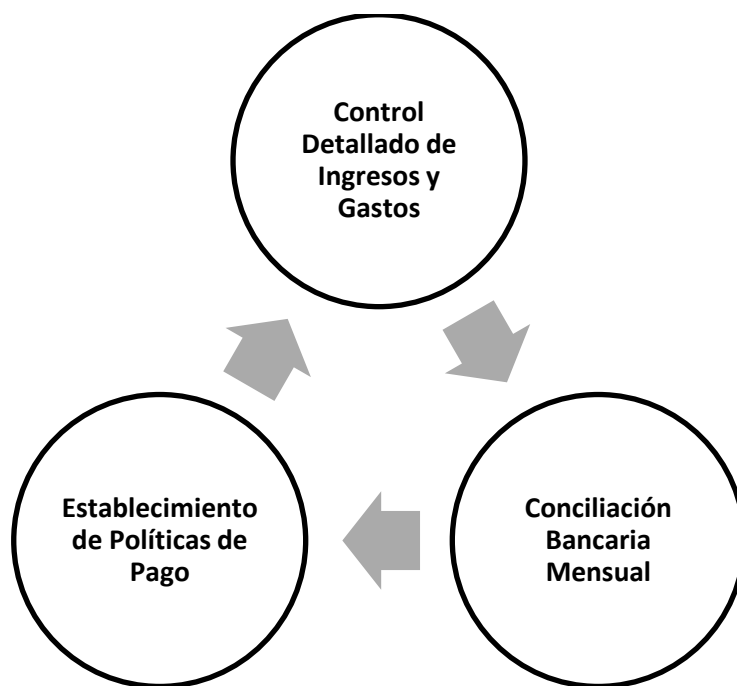 Control
Detallado de
Ingresos y
Gastos
Conciliación
Bancaria
Mensual
Establecimiento
de Políticas de
Pago